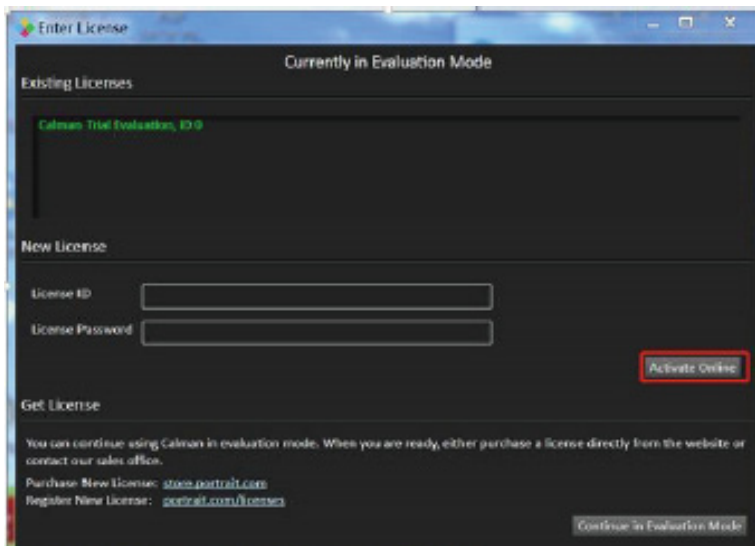 Enter License
Currently in Evaluation Mode
Existing Licenses
Calman Trial Evaluation, ID:0
New License
License ID
License Password
Activate Online
Get License
You can continue using Calman in evaluation mode. When you are ready, either purchase a license directly from the website or
contact our sales office.
Purchase New License: store.portrait.com
Register New License: portrait.com/licenses
Continue in Evaluation Mode